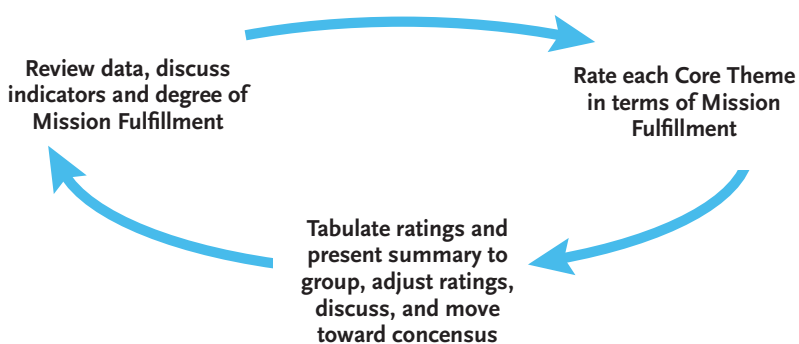 Review data, discuss
indicators and degree of
Mission Fulfillment
Rate each Core Theme
in terms of Mission
Fulfillment
Tabulate ratings and
present summary to
group, adjust ratings,
discuss, and move
toward concensus